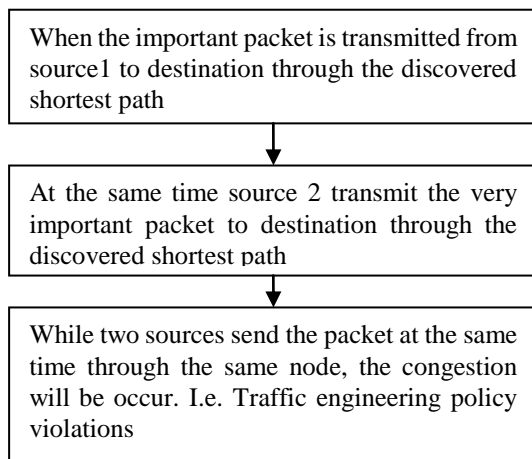 When the important packet is transmitted from
source1 to destination through the discovered
shortest path
At the same time source 2 transmit the very
important packet to destination through the
discovered shortest path
While two sources send the packet at the same
time through the same node, the congestion
will be occur. I.e. Traffic engineering policy
violations